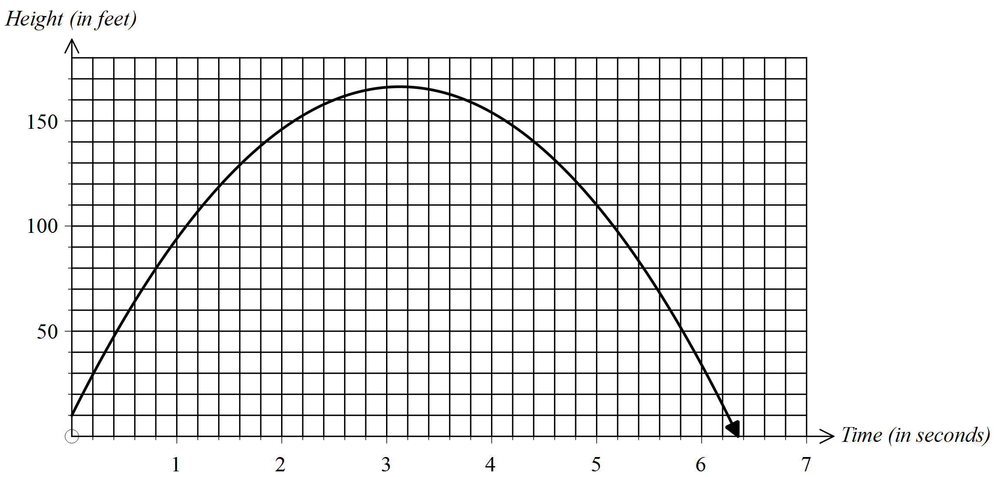 Height (in feet)
150
100
50
1 2 3 4 5 6 7
Time (in seconds)